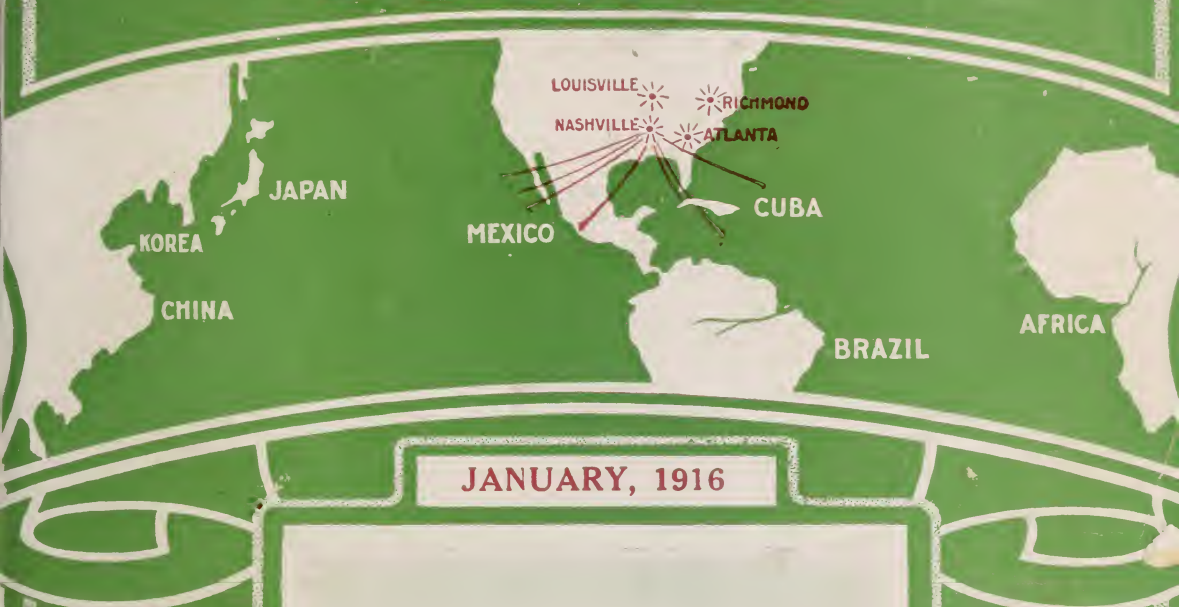 LOUISVILLE
RICHMOND
NASHVILLE
ATLANTA
JAPAN
CUBA
MEXICO
KOREA
CHINA
AFRICA
BRAZIL
JANUARY, 1916